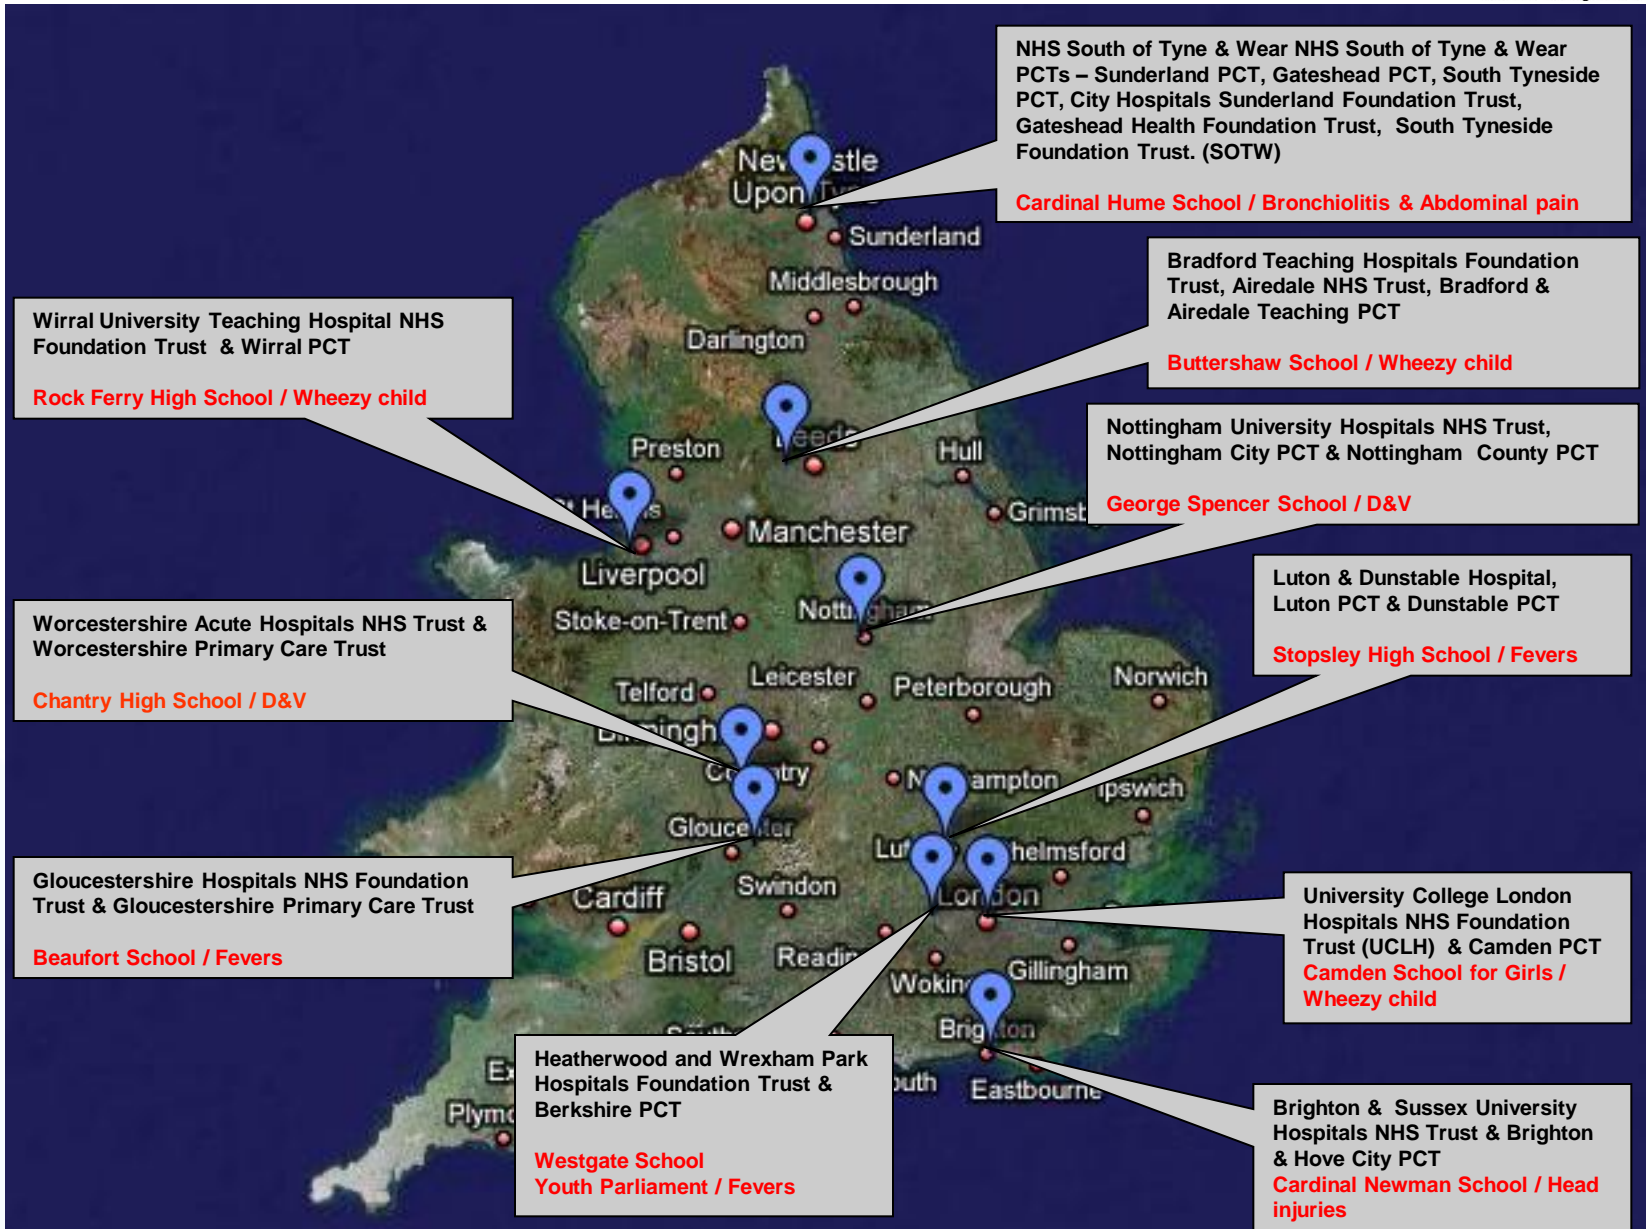 NHS South of Tyne & Wear NHS South of Tyne & Wear
PCTs – Sunderland PCT, Gateshead PCT, South Tyneside
PCT, City Hospitals Sunderland Foundation Trust,
Gateshead Health Foundation Trust, South Tyneside
Foundation Trust. (SOTW)
Cardinal Hume School / Bronchiolitis & Abdominal pain
Upon
Sunderland
Middlesbrough
Darlington
Bradford Teaching Hospitals Foundation
Trust, Airedale NHS Trust, Bradford &
Airedale Teaching PCT
Buttershaw School / Wheezy child
Wirral University Teaching Hospital NHS
Foundation Trust & Wirral PCT
Rock Ferry High School / Wheezy child
Leeds
Preston
Hull
Manchester
Liverpool
Nottingham University Hospitals NHS Trust,
Nottingham City PCT & Nottingham County PCT
George Spencer School / D&V
Stoke-on-Trent
Nottingham
Luton & Dunstable Hospital,
Luton PCT & Dunstable PCT
Stopsley High School / Fevers
Worcestershire Acute Hospitals NHS Trust &
Worcestershire Primary Care Trust
Chantry High School / D&V
Telford
Leicester
Peterborough
Norwich
Ipswich
Gloucestershire Hospitals NHS Foundation
Trust & Gloucestershire Primary Care Trust
Beaufort School / Fevers
Cardiff
Swindon
London
Bristol
Gillingham
University College London
Hospitals NHS Foundation
Trust (UCLH) & Camden PCT
Camden School for Girls /
Wheezy child
Heatherwood and Wrexham Park
Hospitals Foundation Trust &
Berkshire PCT
Westgate School
Youth Parliament / Fevers
Eastbourne
Brighton & Sussex University
Hospitals NHS Trust & Brighton
& Hove City PCT
Cardinal Newman School / Head
injuries